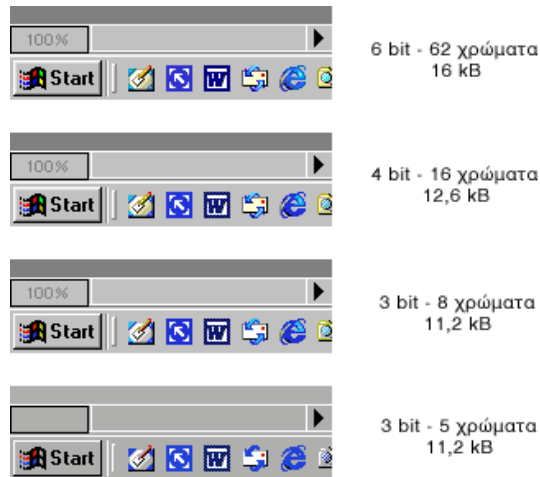 100%
Start
W
6 bit - 62 χρώματα
16 kB
100%
Start
W
4 bit - 16 χρώματα
12,6 kB
100%
Start
W
3 bit - 8 χρώματα
11,2 kB
Start
W
3 bit - 5 χρώματα
11,2 kB